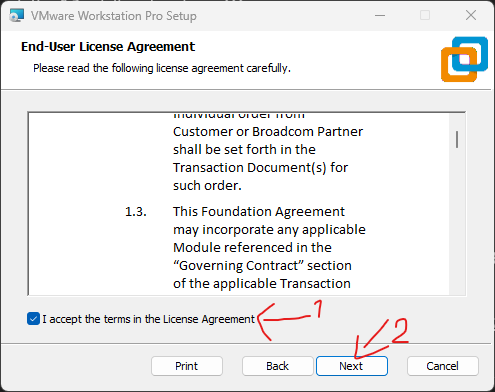 VMware Workstation Pro Setup
End-User License Agreement
Please read the following license agreement carefully.
individual order from
Customer or Broadcom Partner
shall be set forth in the
Transaction Document(s) for
such order.
1.3. This Foundation Agreement
may incorporate any applicable
Module referenced in the
“Governing Contract” section
of the applicable Transaction
I accept the terms in the License Agreement 1
2
Print Back Next Cancel